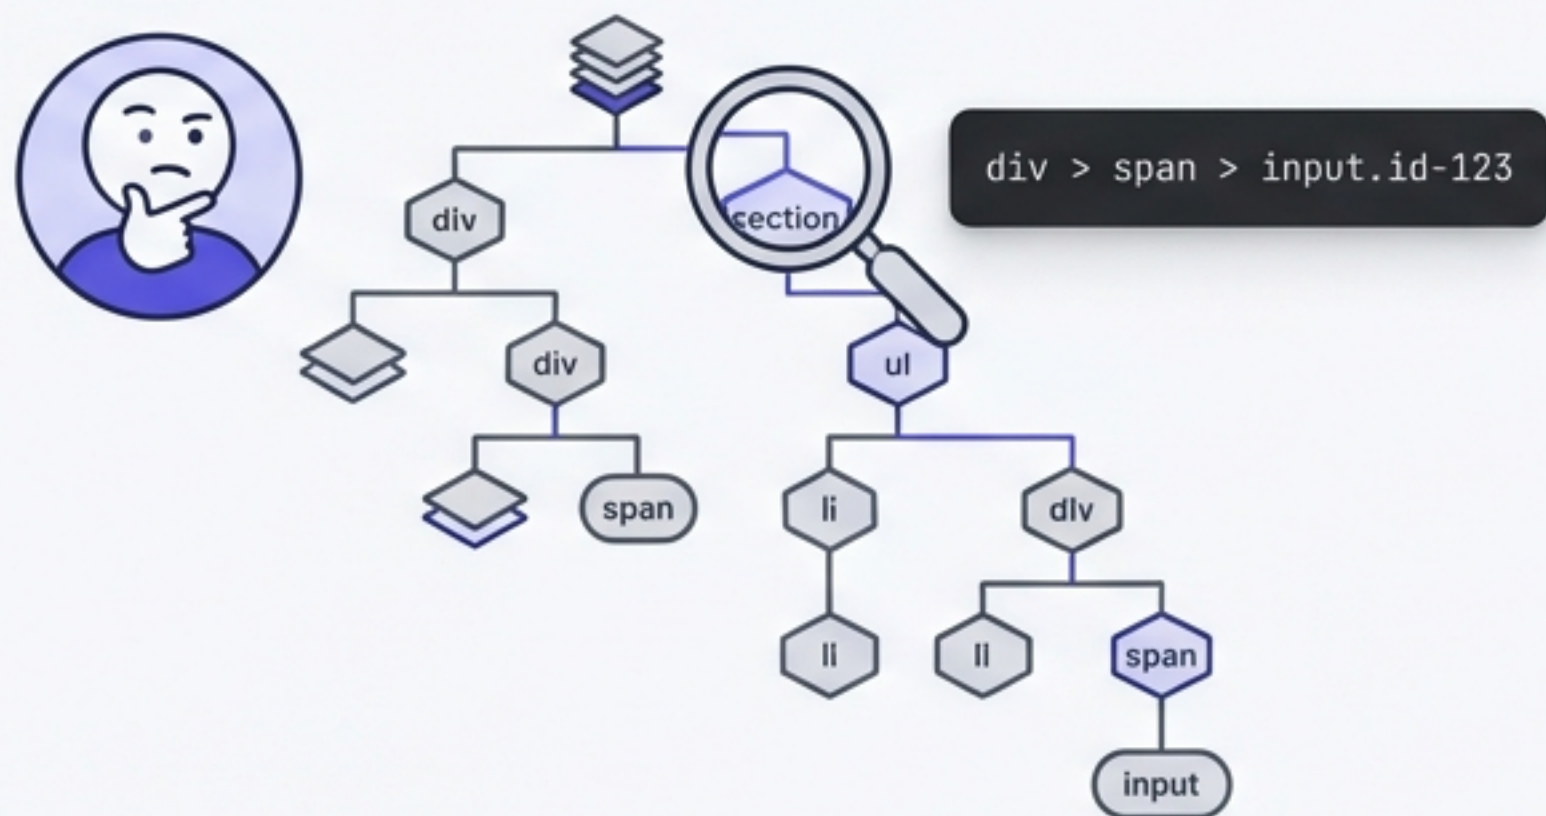 div > span > input.id-123
div
section
div
ul
span
li
div
li
li
span
input